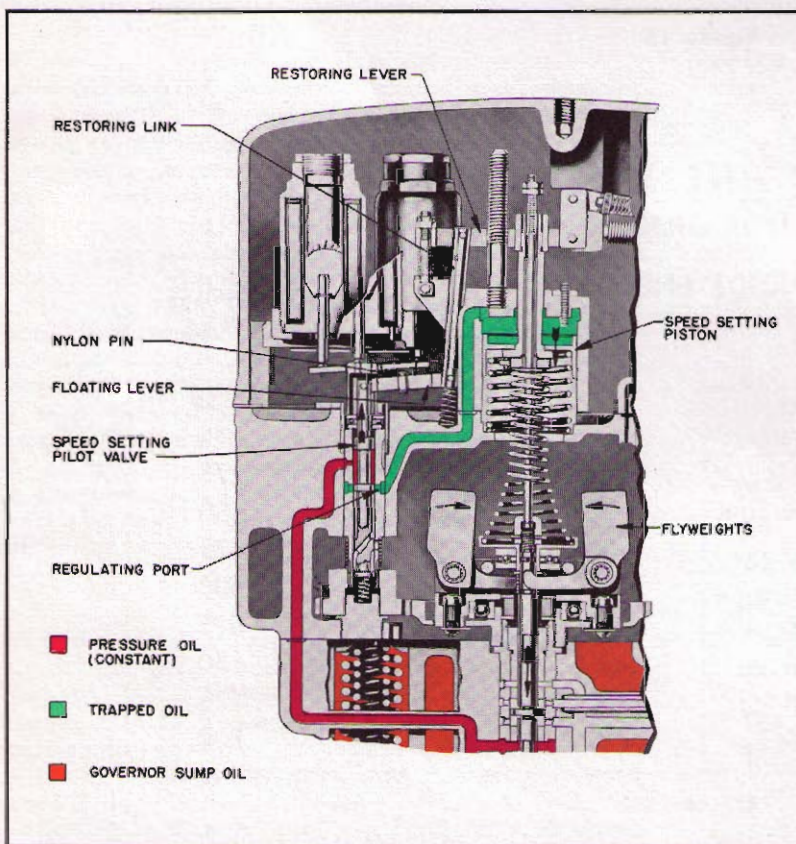 RESTORING LEVER
RESTORING LINK
NYLON PIN
FLOATING LEVER
SPEED SETTING
PILOT VALVE
REGULATING PORT
SPEED SETTING
PISTON
FLYWEIGHTS
PRESSURE OIL
(CONSTANT)
TRAPPED OIL
GOVERNOR SUMP OIL